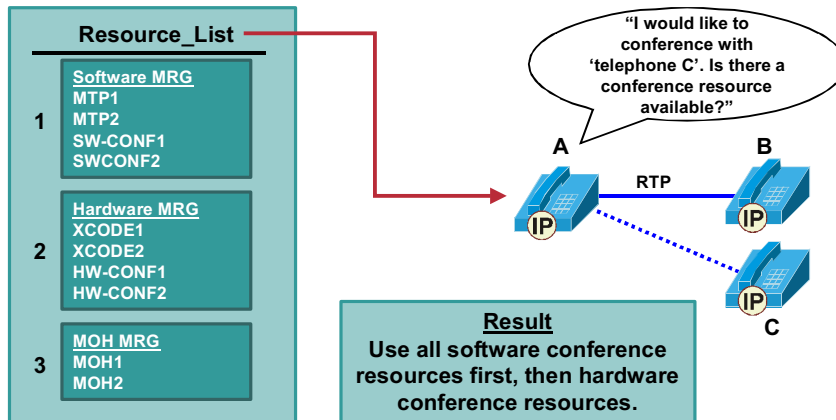 Resource_List
1
Software MRG
MTP1
MTP2
SW-CONF1
SWCONF2
2
Hardware MRG
XCODE1
XCODE2
HW-CONF1
HW-CONF2
3
MOH MRG
MOH1
MOH2
“I would like to
conference with
‘telephone C’. Is there a
conference resource
available?”
A
B
RTP
IP
IP
IP
C
Result
Use all software conference
resources first, then hardware
conference resources.